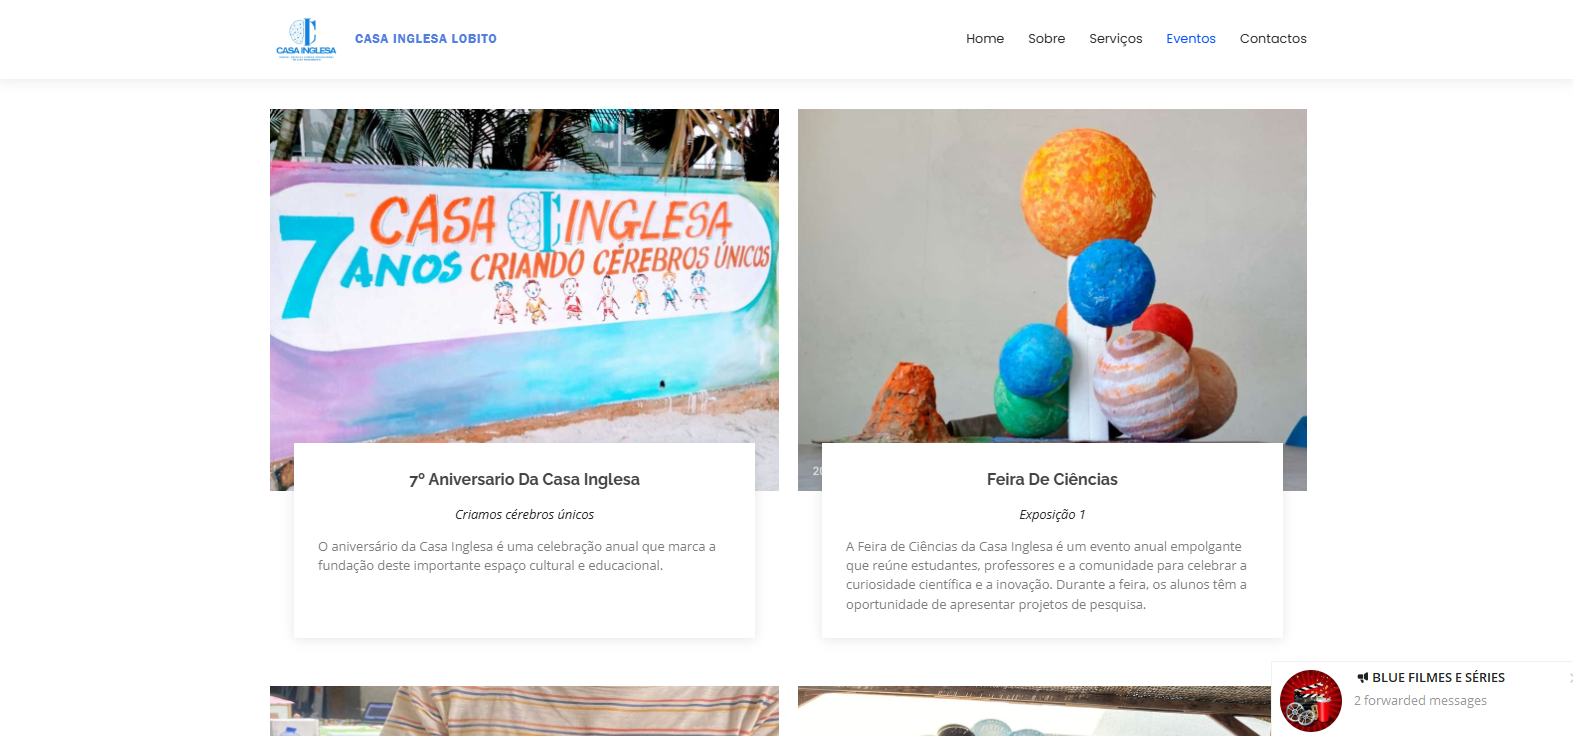 CASA INGLESA
CASA INGLESA LOBITO
Home
Sobre
Serviços
Eventos
Contactos
7 ANOS
CASA INGLESA
CRIANDO CÉREBROS ÚNICOS
7º Aniversario Da Casa Inglesa
Criamos cérebros únicos
O aniversário da Casa Inglesa é uma celebração anual que marca a
fundação deste importante espaço cultural e educacional.
Feira De Ciências
Exposição 1
A Feira de Ciências da Casa Inglesa é um evento anual empolgante
que reúne estudantes, professores e a comunidade para celebrar a
curiosidade científica e a inovação. Durante a feira, os alunos têm a
oportunidade de apresentar projetos de pesquisa.
BLUE FILMES E SÉRIES
2 forwarded messages